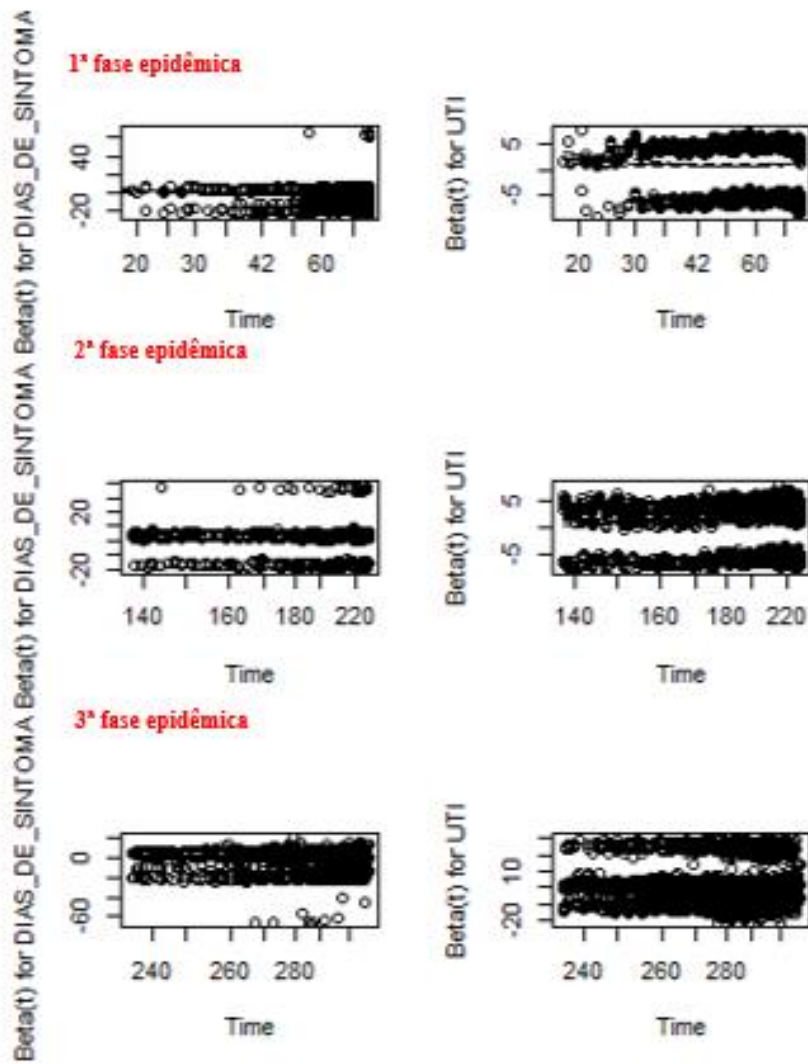 Beta(t) for DIAS_DE_SINTOMA Beta(t) for DIAS_DE_SINTOMA Beta(t) for DIAS_DE_SINTOMA
1ª fase epidêmica
40
-20
20 30 42 60
Time
Beta(t) for UTI
5
-5
20 30 42 60
Time
2ª fase epidêmica
20
-20
140 160 180 220
Time
Beta(t) for UTI
5
-5
140 160 180 220
Time
3ª fase epidêmica
0
-60
240 260 280
Time
Beta(t) for UTI
10
-20
240 260 280
Time